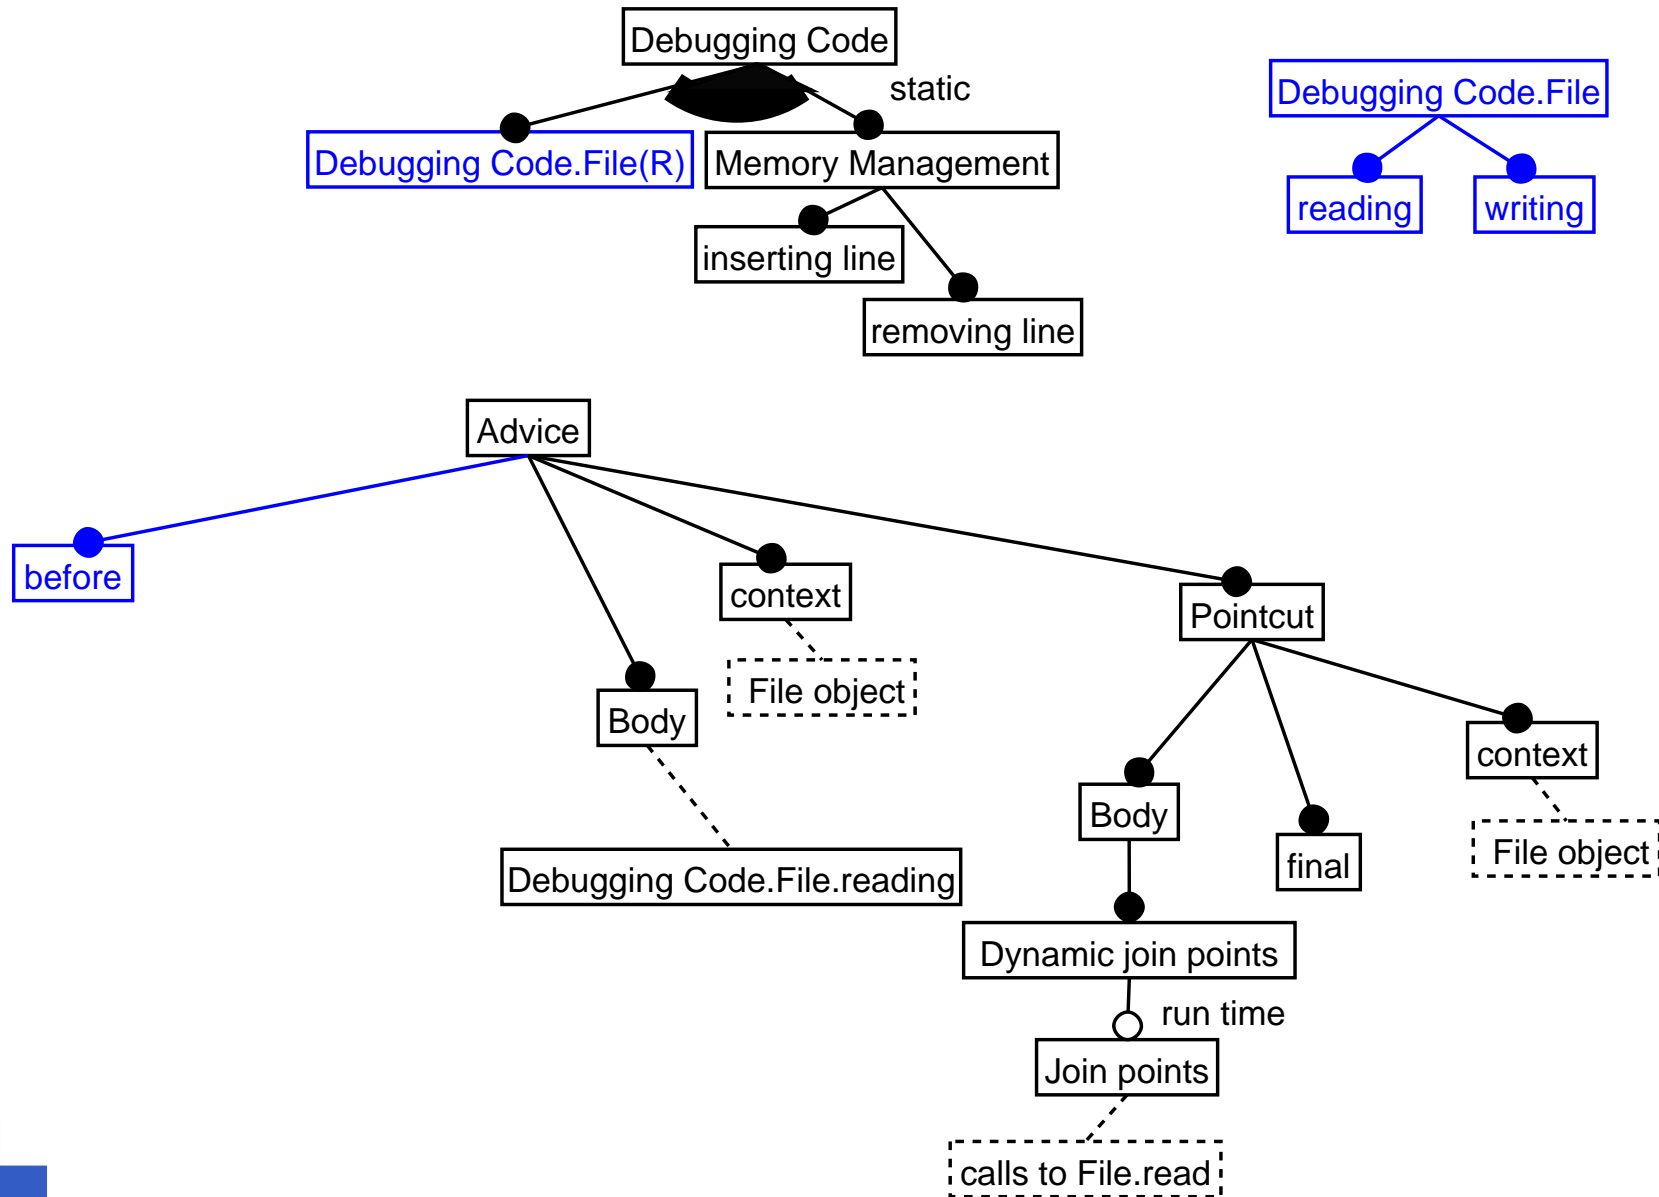 Debugging Code
static
Debugging Code.File
Debugging Code.File(R)
Memory Management
reading
writing
inserting line
removing line
Advice
before
context
Pointcut
File object
Body
context
Body
File object
final
Debugging Code.File.reading
Dynamic join points
run time
Join points
calls to File.read